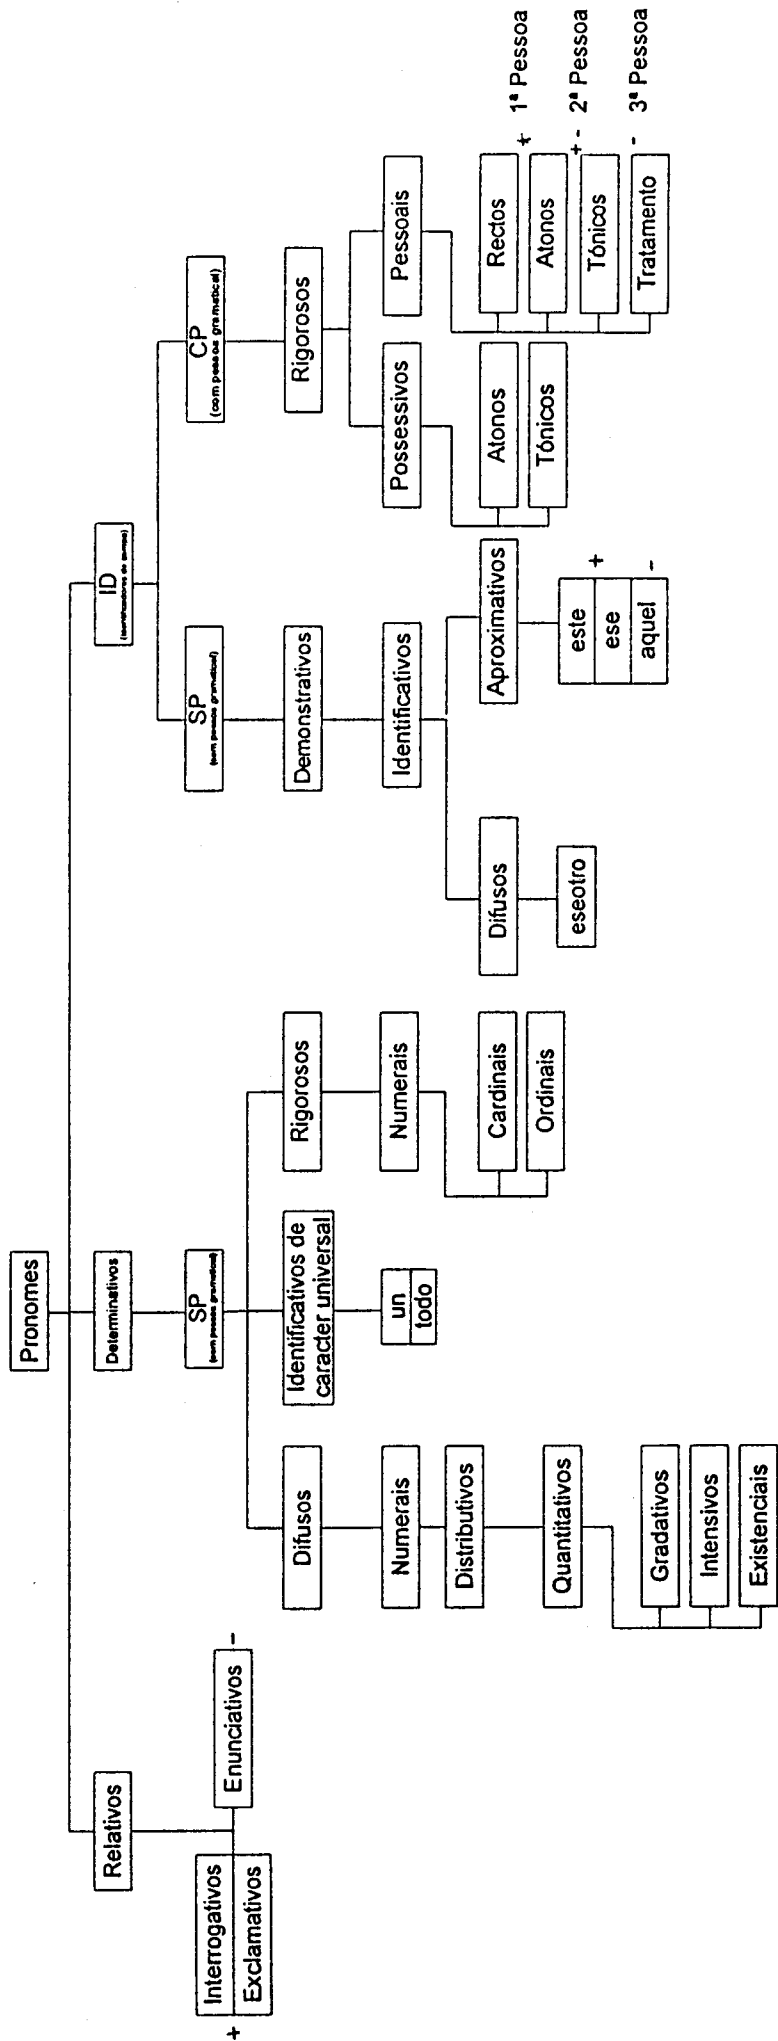 Pronomes
Relativos
Determinativos
ID
SP
SP
CP
(com pessoa gramatical)
Interrogativos
Exclamativos
+
Enunciativos
-
Difusos
Identificativos de
caracter universal
Rigorosos
Demonstrativos
Rigorosos
Numerais
un
todo
Numerais
Identificativos
Possessivos
Pessoais
Distributivos
Quantitativos
Cardinais
Ordinais
Difusos
Aproximativos
Atonos
Tónicos
Rectos
Atonos
Tónicos
Tratamento
+ 1ª Pessoa
+ - 2ª Pessoa
- 3ª Pessoa
eseotro
este
ese
aquel
+
-
Gradativos
Intensivos
Existenciais